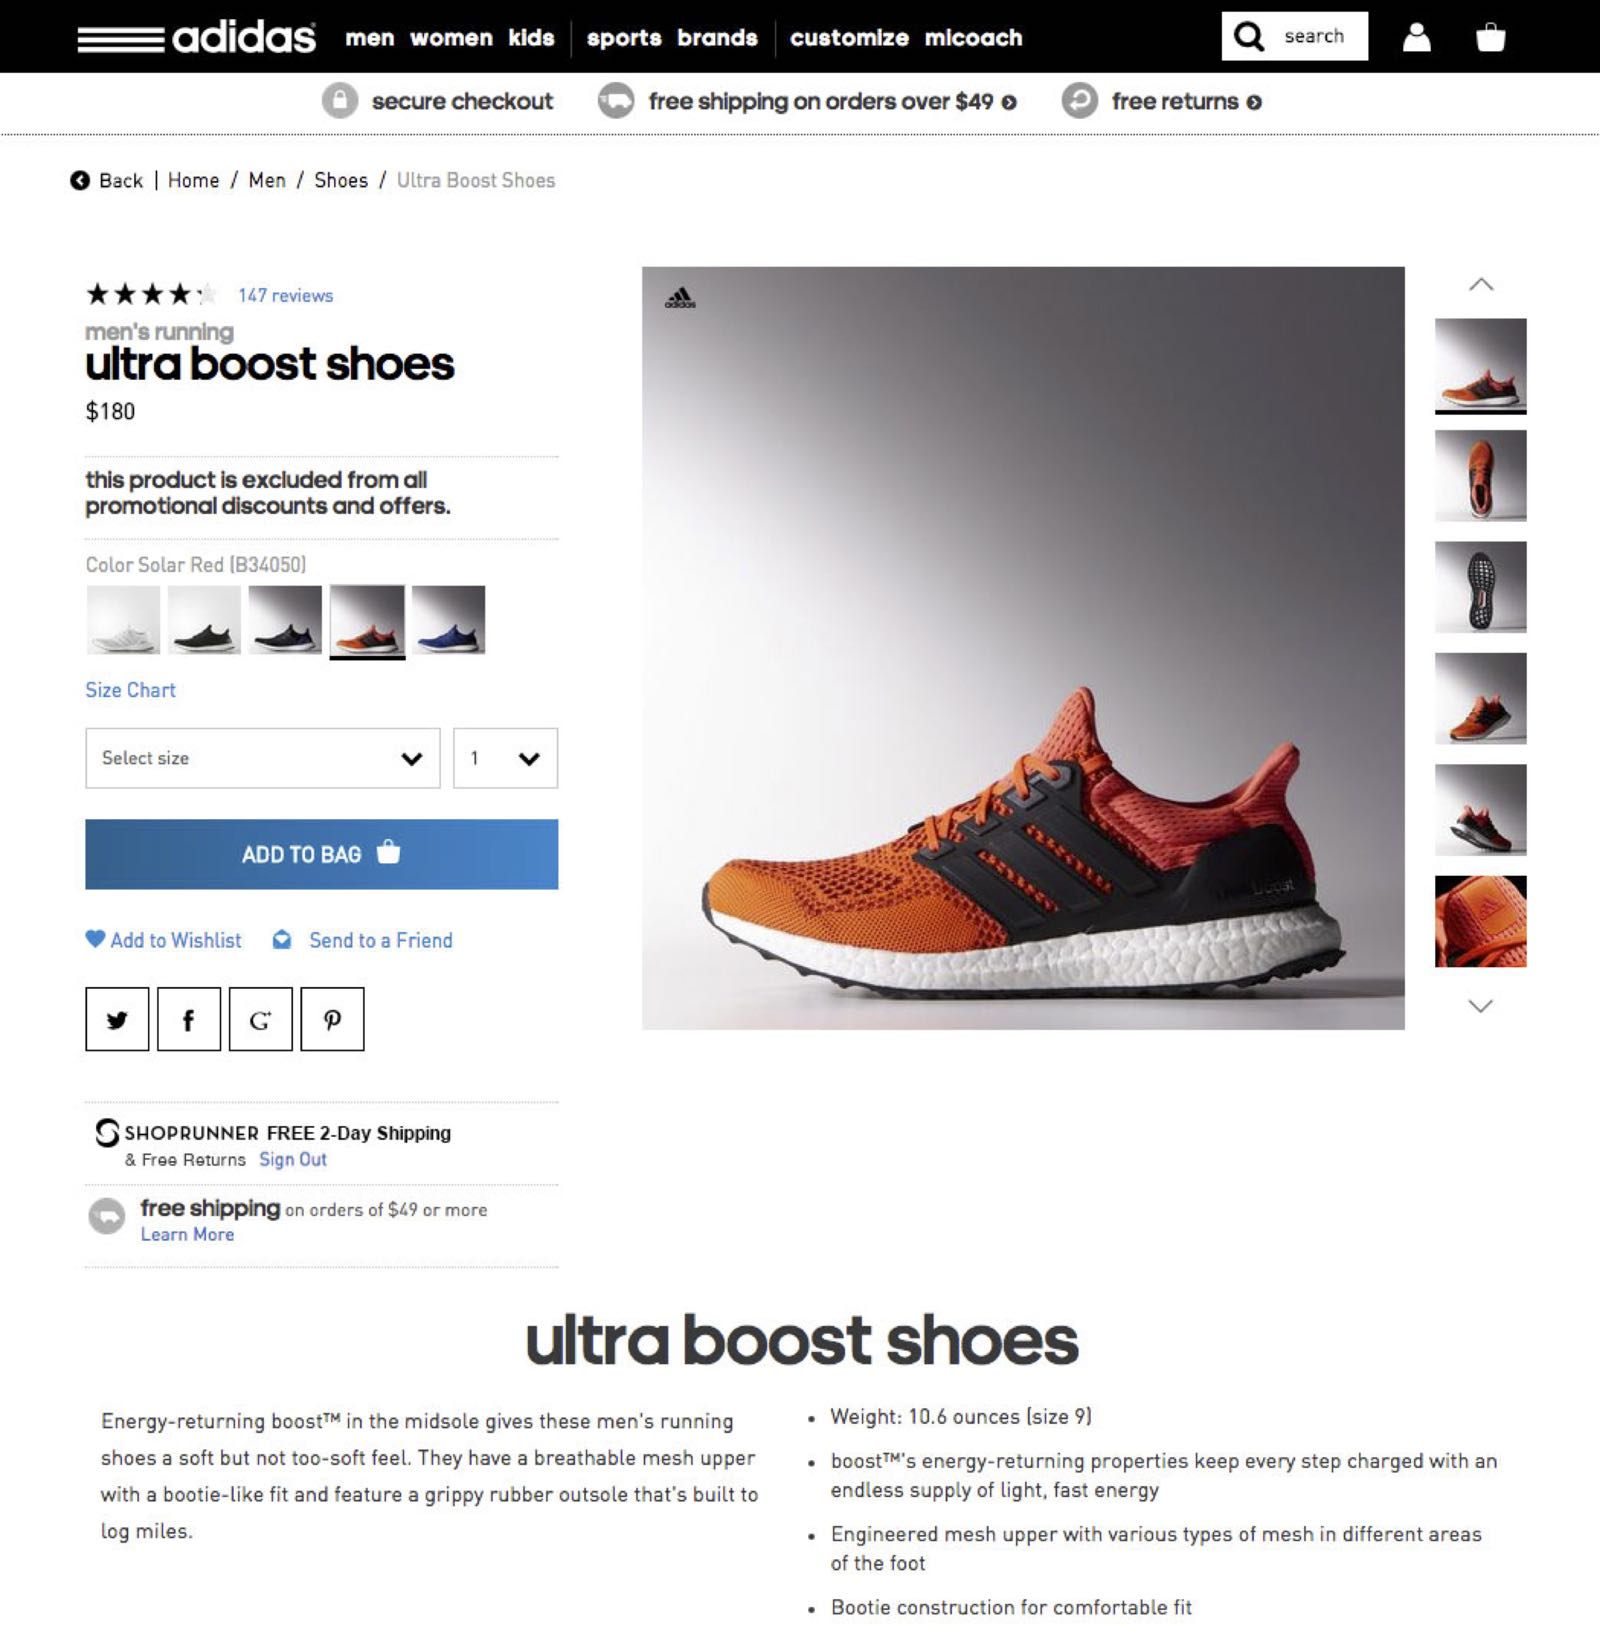 adidas men women kids sports brands customize micoach search
secure checkout free shipping on orders over $49 free returns
Back | Home / Men / Shoes / Ultra Boost Shoes
147 reviews
men's running
ultra boost shoes
$180
this product is excluded from all
promotional discounts and offers.
Color Solar Red (B34050)
Size Chart
Select size 1
ADD TO BAG
Add to Wishlist Send to a Friend
SHOPRUNNER FREE 2-Day Shipping
& Free Returns Sign Out
free shipping on orders of $49 or more
Learn More
adidas
boost
ultra boost shoes
Energy-returning boost™ in the midsole gives these men's running
shoes a soft but not too-soft feel. They have a breathable mesh upper
with a bootie-like fit and feature a grippy rubber outsole that's built to
log miles.
• Weight: 10.6 ounces (size 9)
• boost™'s energy-returning properties keep every step charged with an
endless supply of light, fast energy
• Engineered mesh upper with various types of mesh in different areas
of the foot
• Bootie construction for comfortable fit